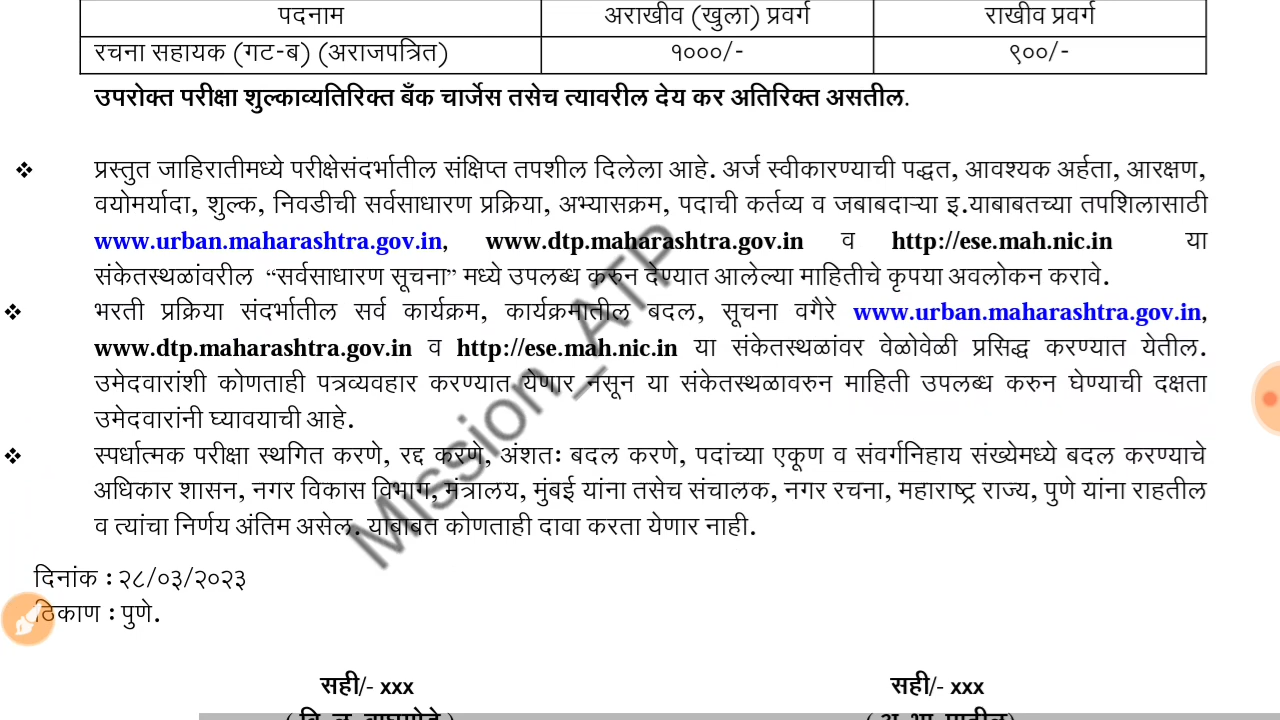 पदनाम अराखीव (खुला) प्रवर्ग राखीव प्रवर्ग
रचना सहायक (गट-ब) (अराजपत्रित) १०००/- ९००/-
उपरोक्त परीक्षा शुल्काव्यतिरिक्त बँक चार्जेस तसेच त्यावरील देय कर अतिरिक्त असतील.
❖ प्रस्तुत जाहिरातीमध्ये परीक्षेसंदर्भातील संक्षिप्त तपशील दिलेला आहे. अर्ज स्वीकारण्याची पद्धत, आवश्यक अर्हता, आरक्षण,
वयोमर्यादा, शुल्क, निवडीची सर्वसाधारण प्रक्रिया, अभ्यासक्रम, पदाची कर्तव्य व जबाबदाऱ्या इ.याबाबतच्या तपशिलासाठी
www.urban.maharashtra.gov.in, www.dtp.maharashtra.gov.in व http://ese.mah.nic.in या
संकेतस्थळांवरील “सर्वसाधारण सूचना” मध्ये उपलब्ध करुन देण्यात आलेल्या माहितीचे कृपया अवलोकन करावे.
❖ भरती प्रक्रिया संदर्भातील सर्व कार्यक्रम, कार्यक्रमातील बदल, सूचना वगैरे www.urban.maharashtra.gov.in,
www.dtp.maharashtra.gov.in व http://ese.mah.nic.in या संकेतस्थळांवर वेळोवेळी प्रसिद्ध करण्यात येतील.
उमेदवारांशी कोणताही पत्रव्यवहार करण्यात येणार नसून या संकेतस्थळावरुन माहिती उपलब्ध करुन घेण्याची दक्षता
उमेदवारांनी घ्यावयाची आहे.
❖ स्पर्धात्मक परीक्षा स्थगित करणे, रद्द करणे, अंशतः बदल करणे, पदांच्या एकूण व संवर्गनिहाय संख्येमध्ये बदल करण्याचे
अधिकार शासन, नगर विकास विभाग, मंत्रालय, मुंबई यांना तसेच संचालक, नगर रचना, महाराष्ट्र राज्य, पुणे यांना राहतील
व त्यांचा निर्णय अंतिम असेल. याबाबत कोणताही दावा करता येणार नाही.
Mission_ATP
दिनांक : २८/०३/२०२३
ठिकाण : पुणे.
सही/- xxx सही/- xxx